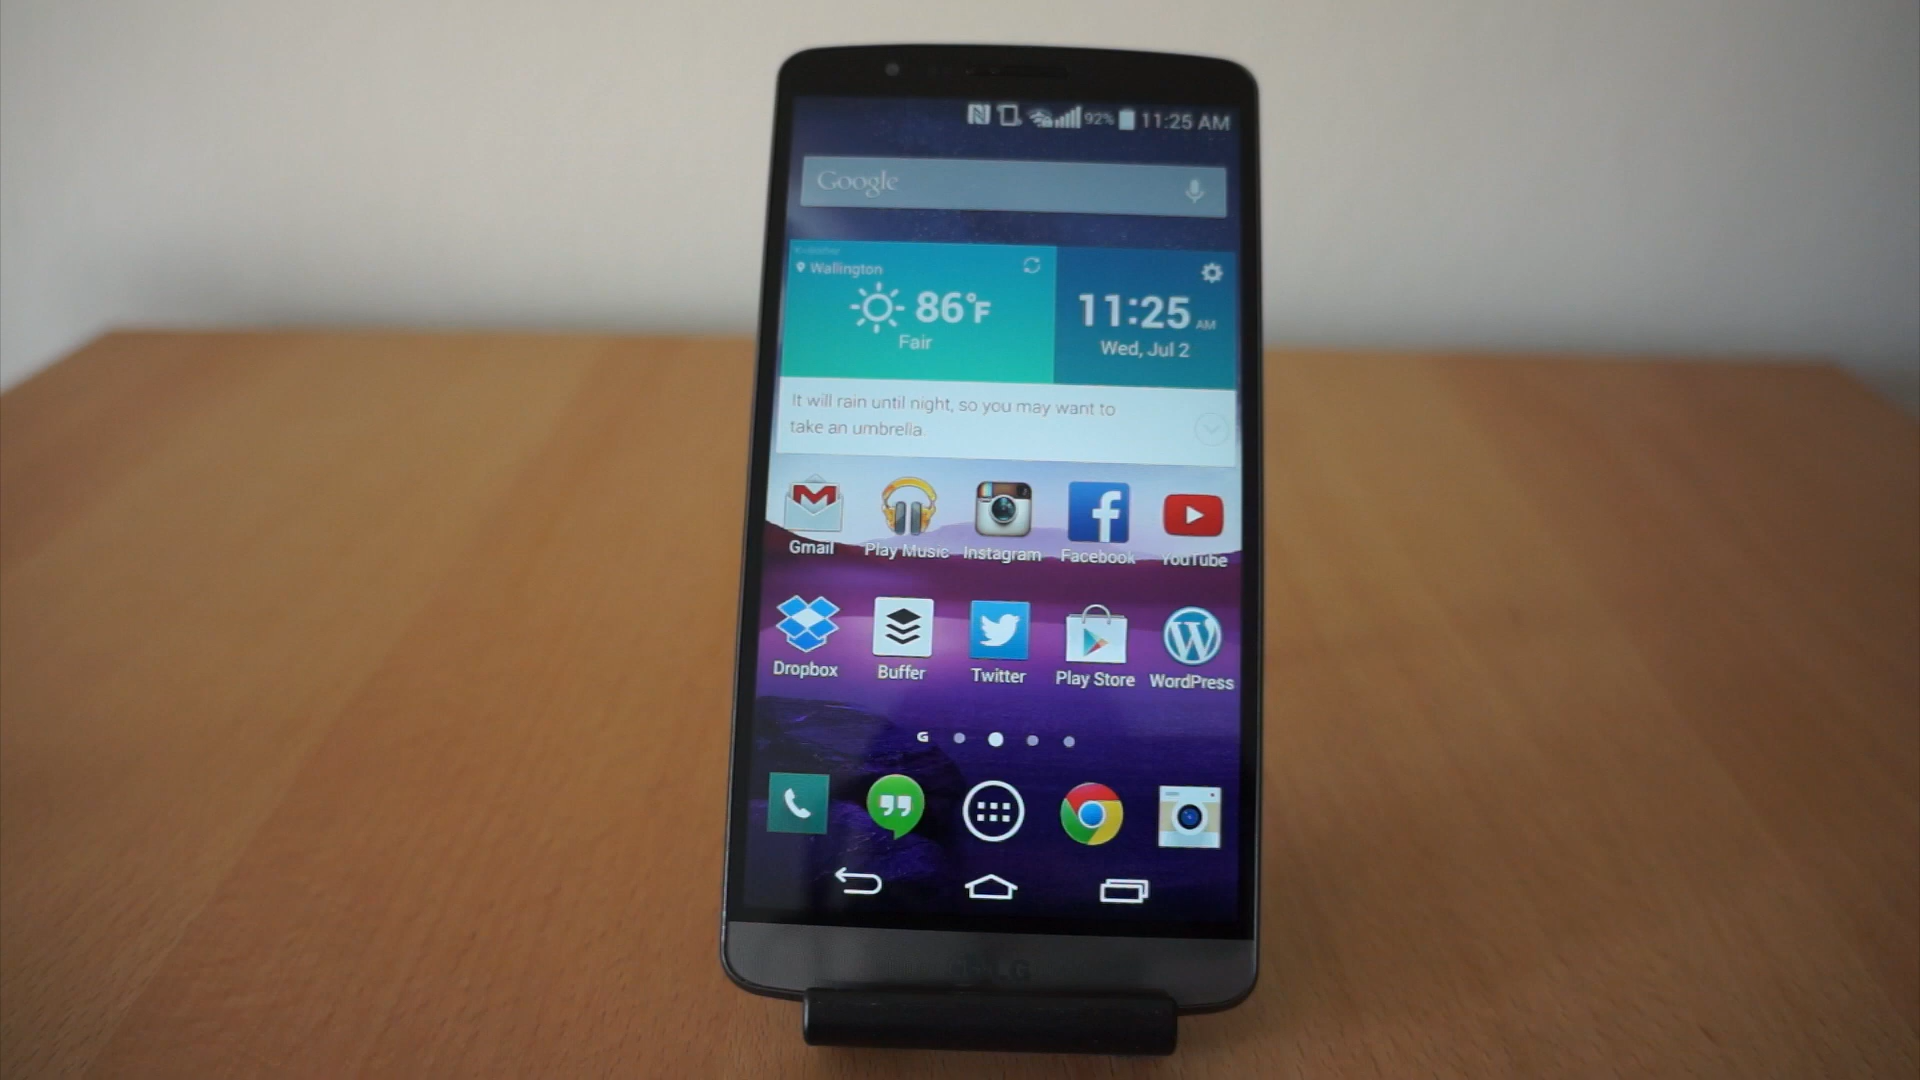 92% 11:25 AM
Google
Wallington
86°F
Fair
11:25 AM
Wed, Jul 2
It will rain until night, so you may want to
take an umbrella.
Gmail Play Music Instagram Facebook YouTube
Dropbox Buffer Twitter Play Store WordPress
G
LG